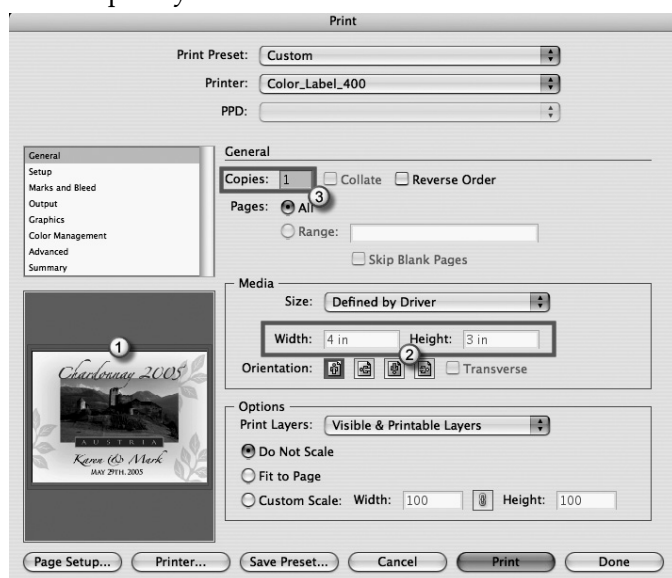 Print
Print Preset: Custom
Printer: Color_Label_400
PPD:
General
Setup
Marks and Bleed
Output
Graphics
Color Management
Advanced
Summary
General
Copies: 1 Collate Reverse Order
3
Pages: All
Range:
Skip Blank Pages
Media
Size: Defined by Driver
Width: 4 in Height: 3 in
2
Orientation: Transverse
Options
Print Layers: Visible & Printable Layers
Do Not Scale
Fit to Page
Custom Scale: Width: 100 Height: 100
1
Chardonnay 2005
AUSTRIA
Karen & Mark
MAY 29TH, 2005
Page Setup... Printer... Save Preset... Cancel Print Done